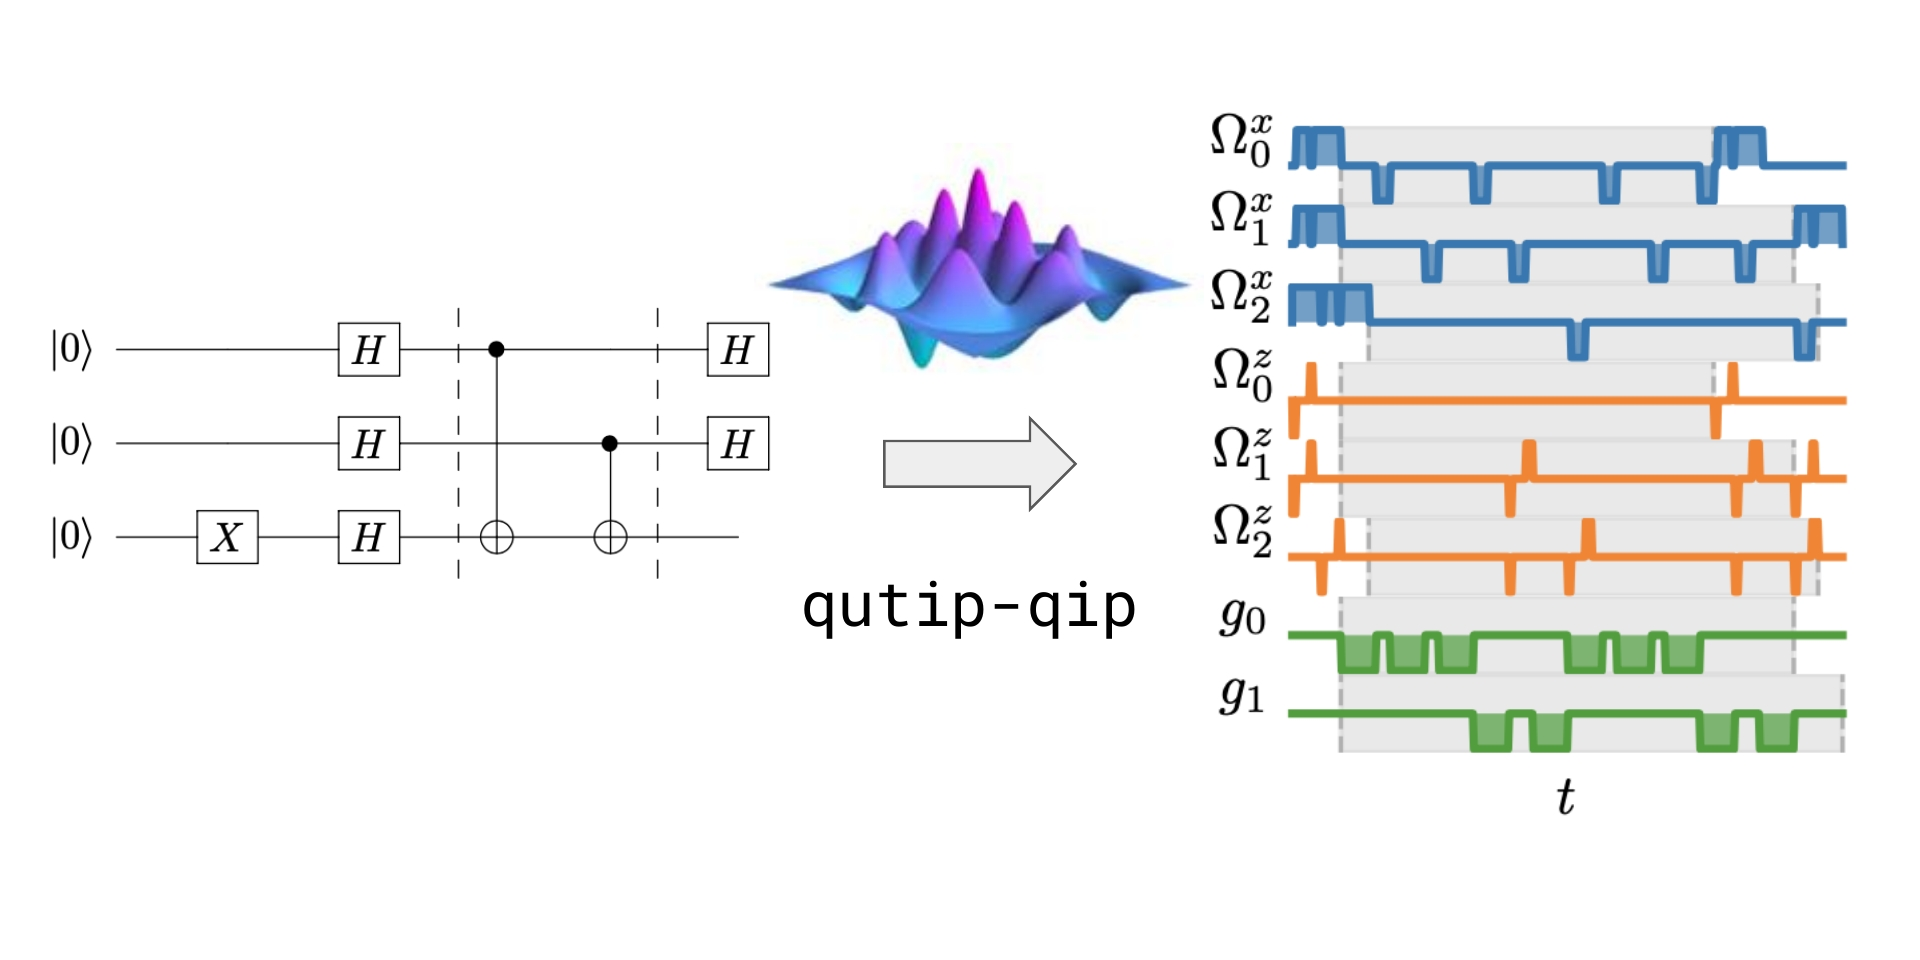 |0⟩ H H
|0⟩ H H
|0⟩ X H
qutip-qip
Ω₀ˣ
Ω₁ˣ
Ω₂ˣ
Ω₀ᶻ
Ω₁ᶻ
Ω₂ᶻ
g₀
g₁
t